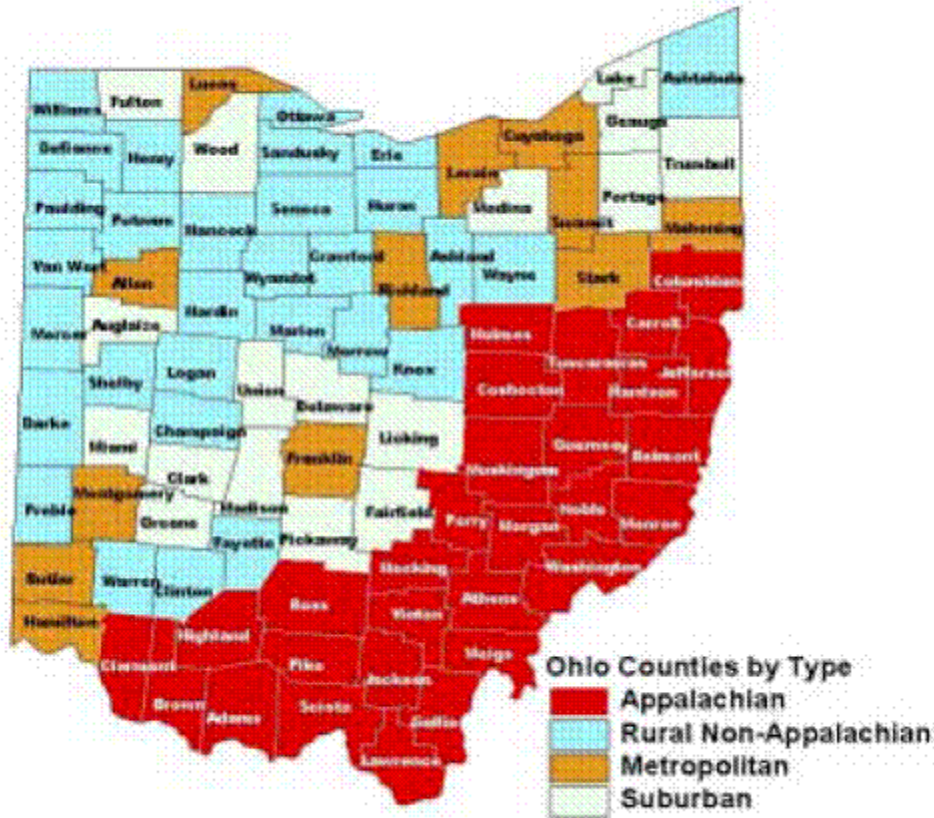 Lake
Ashtabula
Lucas
Williams
Fulton
Ottawa
Geauga
Cuyahoga
Defiance
Henry
Wood
Sandusky
Erie
Trumbull
Lorain
Portage
Medina
Paulding
Putnam
Seneca
Huron
Summit
Mahoning
Hancock
Van Wert
Crawford
Ashland
Allen
Wyandot
Wayne
Stark
Columbiana
Richland
Mercer
Auglaize
Hardin
Marion
Holmes
Carroll
Morrow
Tuscarawas
Jefferson
Shelby
Logan
Knox
Union
Coshocton
Harrison
Delaware
Darke
Champaign
Licking
Guernsey
Miami
Belmont
Franklin
Muskingum
Clark
Montgomery
Preble
Madison
Fairfield
Noble
Greene
Perry
Morgan
Monroe
Fayette
Pickaway
Butler
Warren
Clinton
Hocking
Washington
Ross
Vinton
Athens
Hamilton
Highland
Clermont
Pike
Meigs
Jackson
Brown
Adams
Scioto
Gallia
Lawrence
Ohio Counties by Type
Appalachian
Rural Non-Appalachian
Metropolitan
Suburban